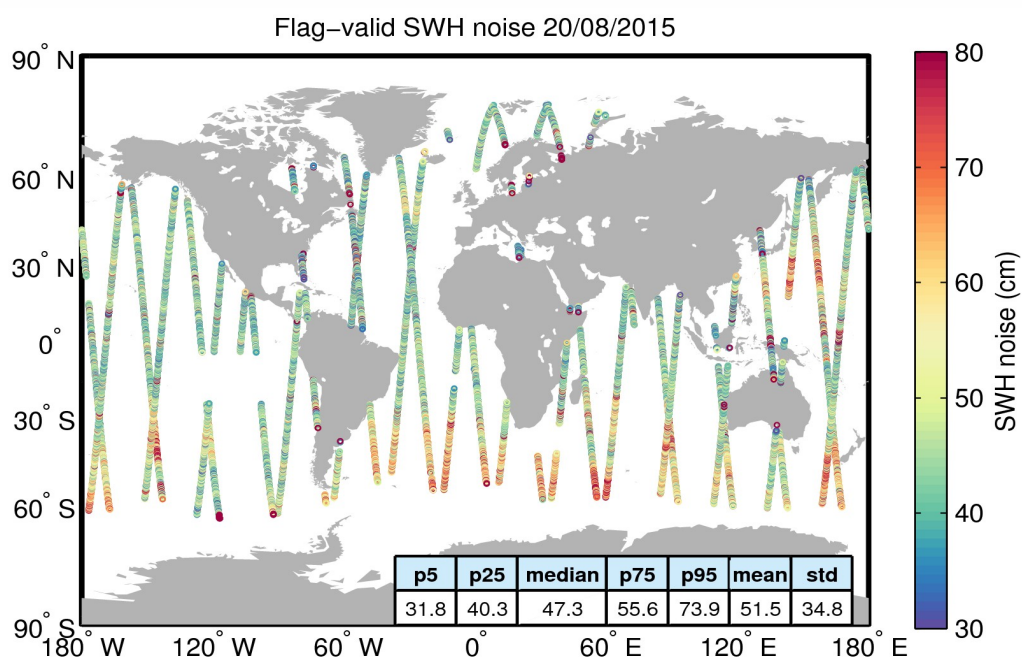 Flag−valid SWH noise 20/08/2015
90° N
60° N
30° N
0°
30° S
60° S
90° S
180° W
120° W
60° W
0°
60° E
120° E
180° E
80
70
60
50
40
30
SWH noise (cm)
p5 p25 median p75 p95 mean std
31.8 40.3 47.3 55.6 73.9 51.5 34.8